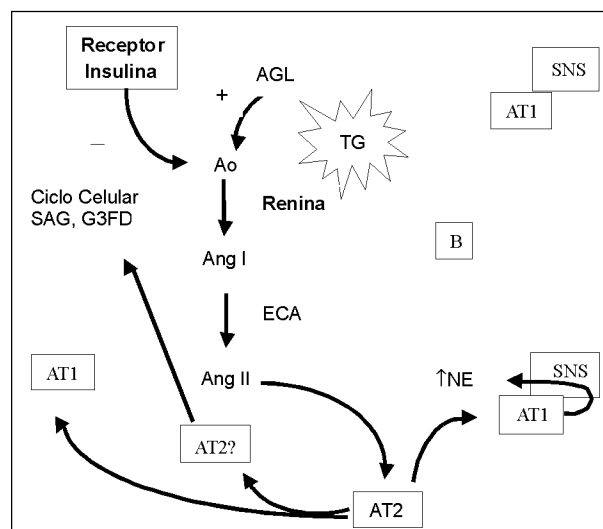 Receptor
Insulina
+
AGL
SNS
AT1
TG
–
Ao
Ciclo Celular
SAG, G3FD
Renina
B
Ang I
ECA
AT1
Ang II
↑NE
SNS
AT1
AT2?
AT2